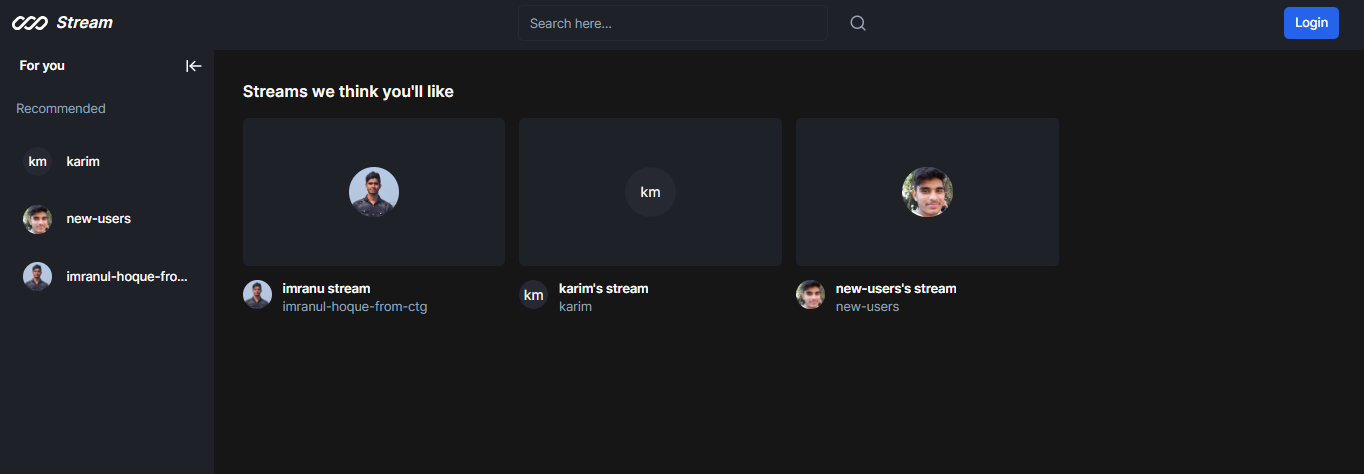 Stream
Search here...
Login
For you
Recommended
km karim
new-users
imranul-hoque-fro...
Streams we think you'll like
km
imranu stream
imranul-hoque-from-ctg
km karim's stream
karim
new-users's stream
new-users